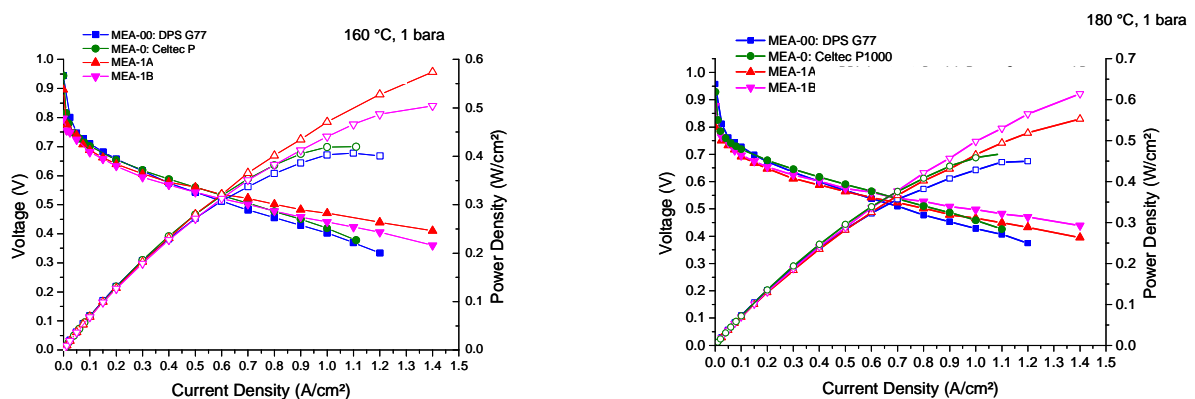 160 °C, 1 bara
MEA-00: DPS G77
MEA-0: Celtec P
MEA-1A
MEA-1B
Voltage (V)
1.0
0.9
0.8
0.7
0.6
0.5
0.4
0.3
0.2
0.1
0.0
0.0 0.1 0.2 0.3 0.4 0.5 0.6 0.7 0.8 0.9 1.0 1.1 1.2 1.3 1.4 1.5
Current Density (A/cm²)
0.6
0.5
0.4
0.3
0.2
0.1
0.0
Power Density (W/cm²)
180 °C, 1 bara
MEA-00: DPS G77
MEA-0: Celtec P1000
MEA-1A
MEA-1B
Voltage (V)
1.0
0.9
0.8
0.7
0.6
0.5
0.4
0.3
0.2
0.1
0.0
0.0 0.1 0.2 0.3 0.4 0.5 0.6 0.7 0.8 0.9 1.0 1.1 1.2 1.3 1.4 1.5
Current Density (A/cm²)
0.7
0.6
0.5
0.4
0.3
0.2
0.1
0.0
Power Density (W/cm²)